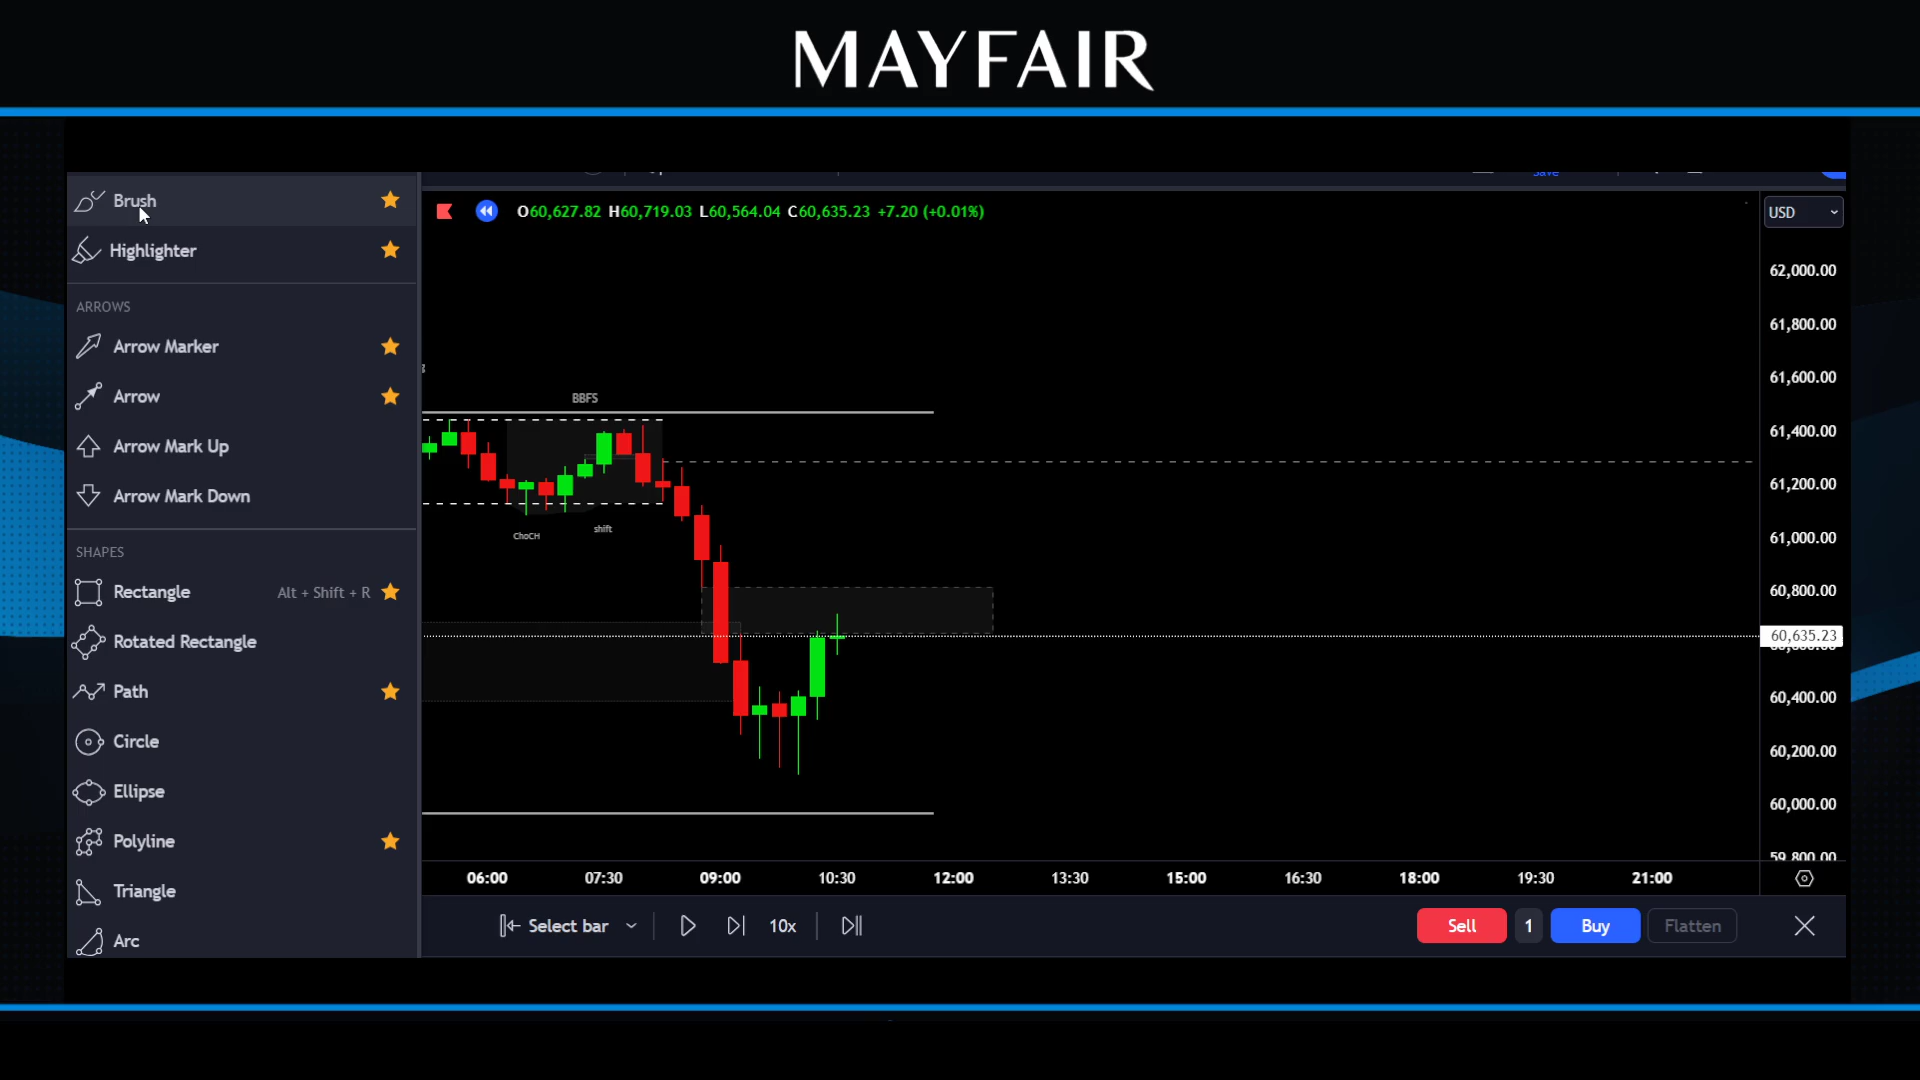 MAYFAIR
Save
Brush
Highlighter
ARROWS
Arrow Marker
Arrow
Arrow Mark Up
Arrow Mark Down
SHAPES
Rectangle Alt + Shift + R
Rotated Rectangle
Path
Circle
Ellipse
Polyline
Triangle
Arc
O60,627.82 H60,719.03 L60,564.04 C60,635.23 +7.20 (+0.01%)
USD
BBFS
ChoCH
shift
62,000.00
61,800.00
61,600.00
61,400.00
61,200.00
61,000.00
60,800.00
60,635.23
60,400.00
60,200.00
60,000.00
59,800.00
06:00 07:30 09:00 10:30 12:00 13:30 15:00 16:30 18:00 19:30 21:00
Select bar 10x Sell 1 Buy Flatten